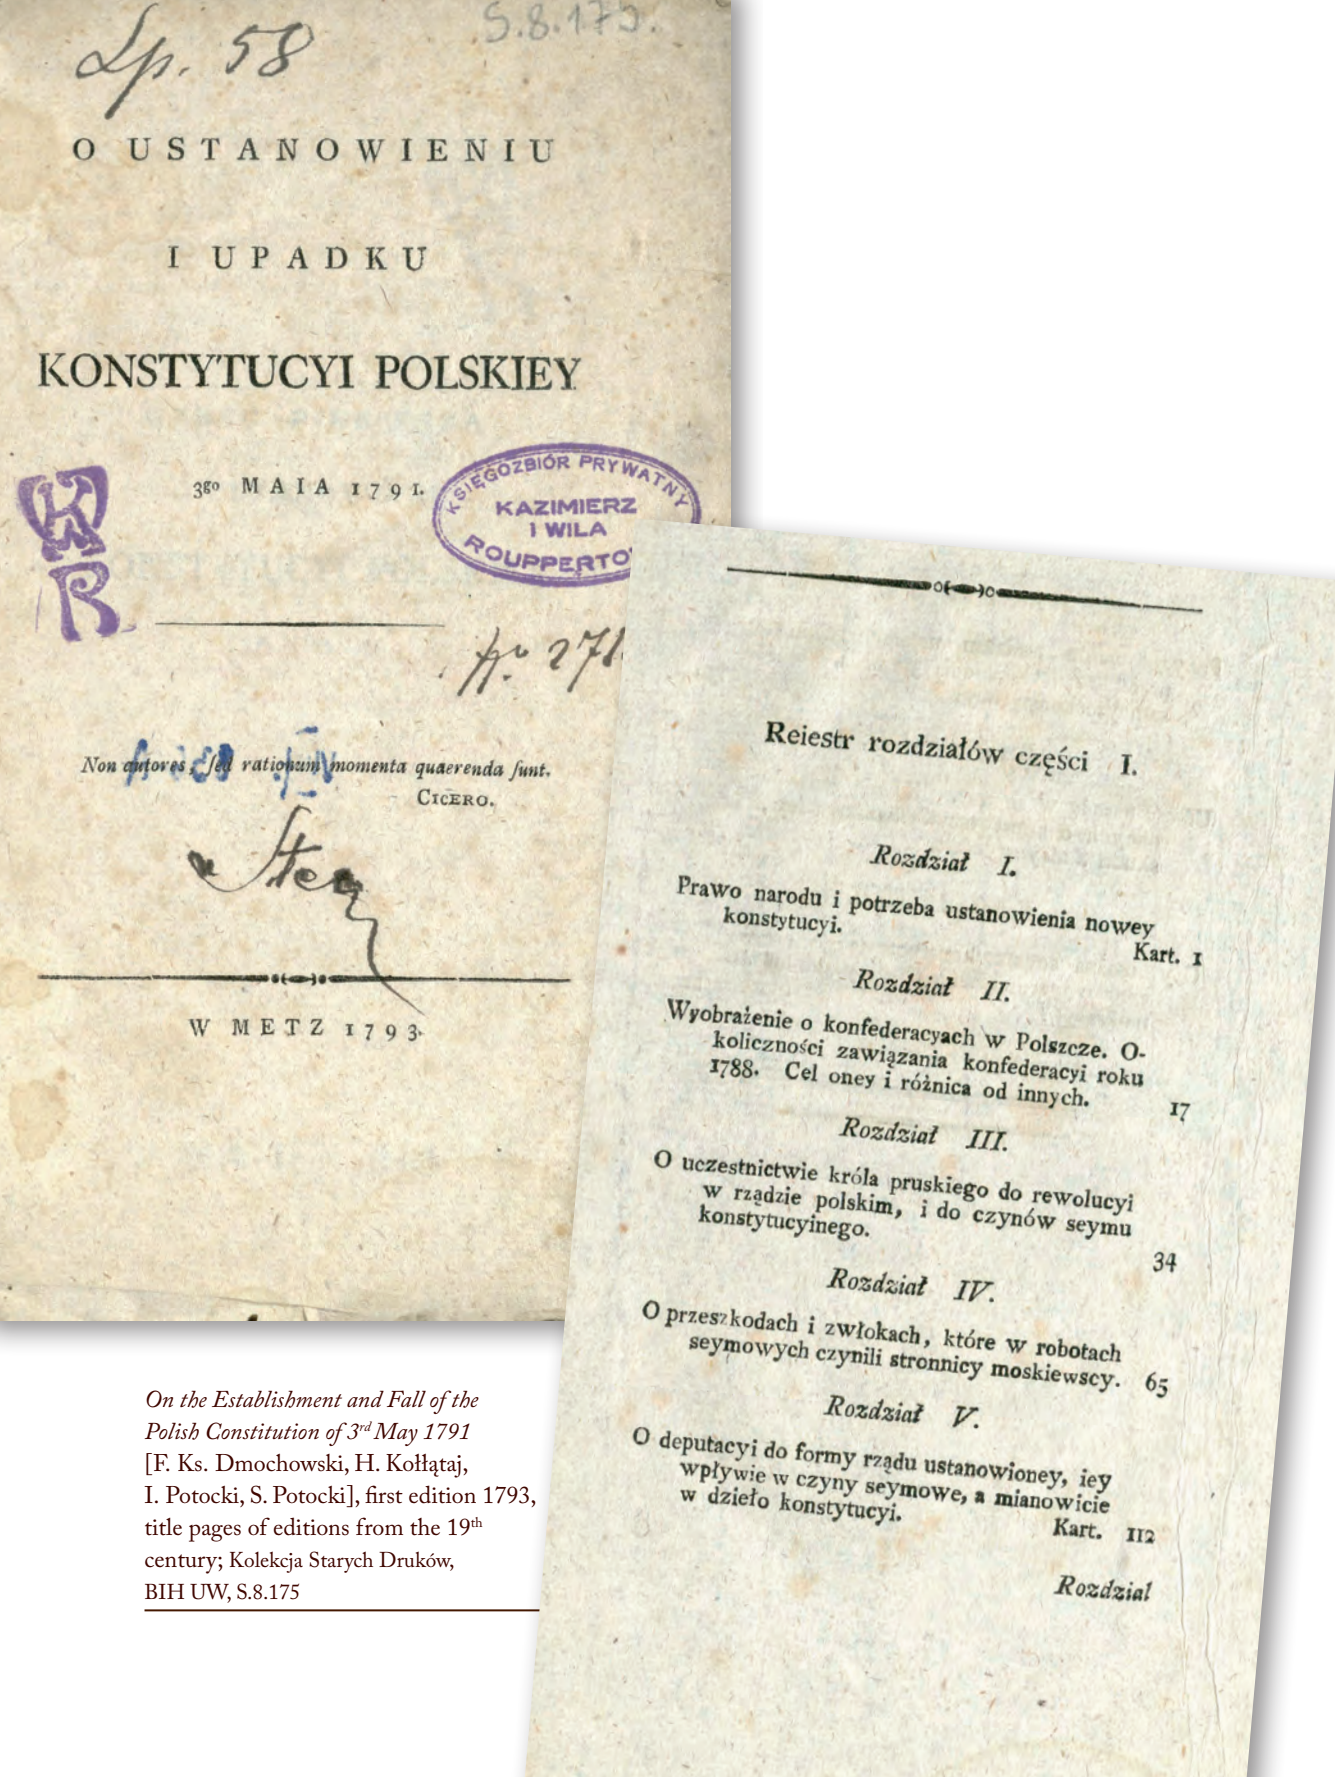 Lp. 58
S.8.175.
O USTANOWIENIU
I UPADKU
KONSTYTUCYI POLSKIEY
3go MAIA 1791.
KSIĘGOZBIÓR PRYWATNY
KAZIMIERZ
I WILA
ROUPPERTO
KR
Nº 271
Non autores, sed rationum momenta quaerenda sunt.
CICERO.
W METZ 1793.
Reiestr rozdziałów części I.
Rozdział I.
Prawo narodu i potrzeba ustanowienia nowey
konstytucyi.
Kart. 1
Rozdział II.
Wyobrażenie o konfederacyach w Polszcze. O-
koliczności zawiązania konfederacyi roku
1788. Cel oney i różnica od innych. 17
Rozdział III.
O uczestnictwie króla pruskiego do rewolucyi
w rządzie polskim, i do czynów seymu
konstytucyinego.
34
Rozdział IV.
O przeszkodach i zwłokach, które w robotach
seymowych czynili stronnicy moskiewscy. 65
Rozdział V.
O deputacyi do formy rządu ustanowioney, iey
wpływie w czyny seymowe, a mianowicie
w dzieło konstytucyi. Kart. 112
Rozdział
On the Establishment and Fall of the
Polish Constitution of 3rd May 1791
[F. Ks. Dmochowski, H. Kołłątaj,
I. Potocki, S. Potocki], first edition 1793,
title pages of editions from the 19th
century; Kolekcja Starych Druków,
BIH UW, S.8.175